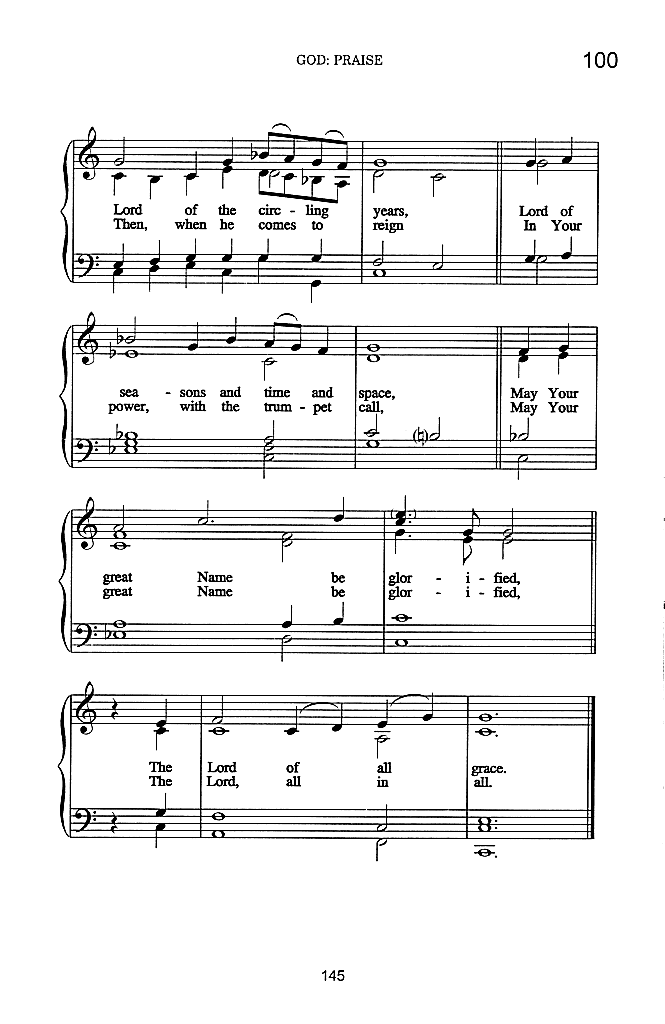 GOD: PRAISE
100
Lord of the circ - ling years, Lord of
Then, when he comes to reign In Your
sea - sons and time and space, May Your
power, with the trum - pet call, May Your
great Name be glor - i - fied,
great Name be glor - i - fied,
The Lord of all grace.
The Lord, all in all.
145